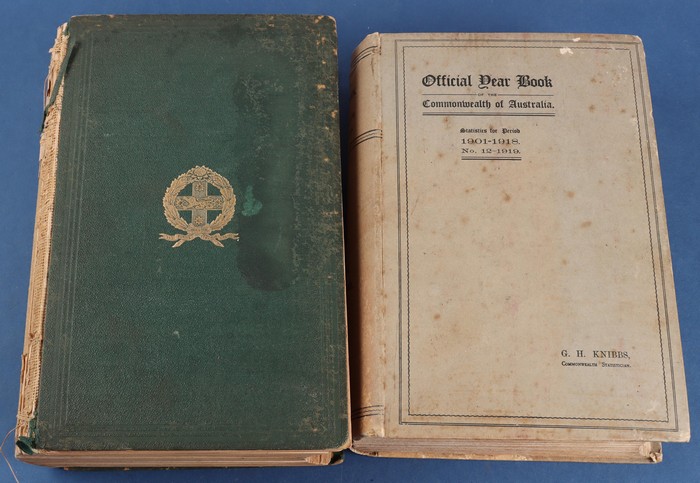 Official Year Book
OF THE
Commonwealth of Australia.
Statistics for Period
1901-1918.
No. 12-1919.
G. H. KNIBBS,
COMMONWEALTH STATISTICIAN.